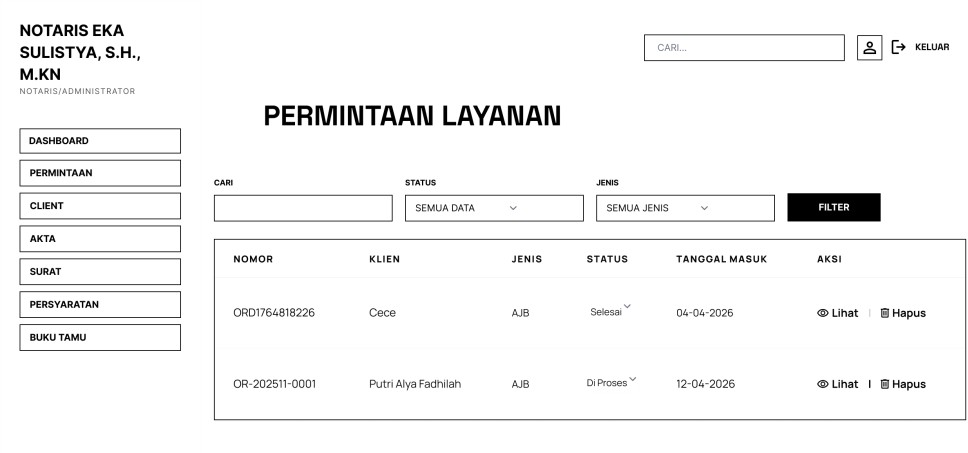 NOTARIS EKA
SULISTYA, S.H.,
M.KN
NOTARIS/ADMINISTRATOR
CARI...
KELUAR
PERMINTAAN LAYANAN
DASHBOARD
PERMINTAAN
CLIENT
AKTA
SURAT
PERSYARATAN
BUKU TAMU
CARI STATUS JENIS
SEMUA DATA SEMUA JENIS FILTER
NOMOR KLIEN JENIS STATUS TANGGAL MASUK AKSI
ORD1764818226 Cece AJB Selesai 04-04-2026 Lihat | Hapus
OR-202511-0001 Putri Alya Fadhilah AJB Di Proses 12-04-2026 Lihat | Hapus